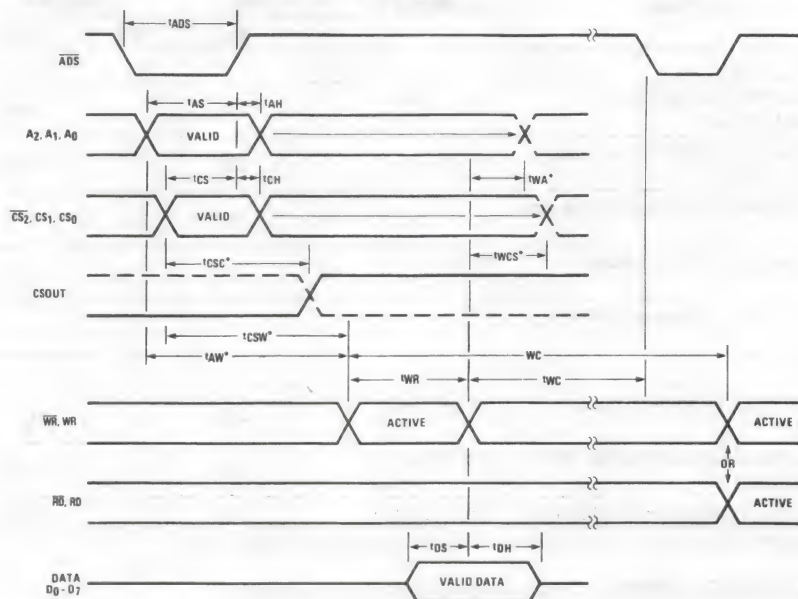 tADS
ADS
tAS tAH
A2, A1, A0 VALID
tWA*
tCS tCH
CS2, CS1, CS0 VALID
tCSC* tWCS*
CSOUT
tCSW*
tAW* WC
tWR tWC
WR, WR ACTIVE ACTIVE
OR
RD, RD ACTIVE
tDS tDH
DATA
D0 - D7 VALID DATA